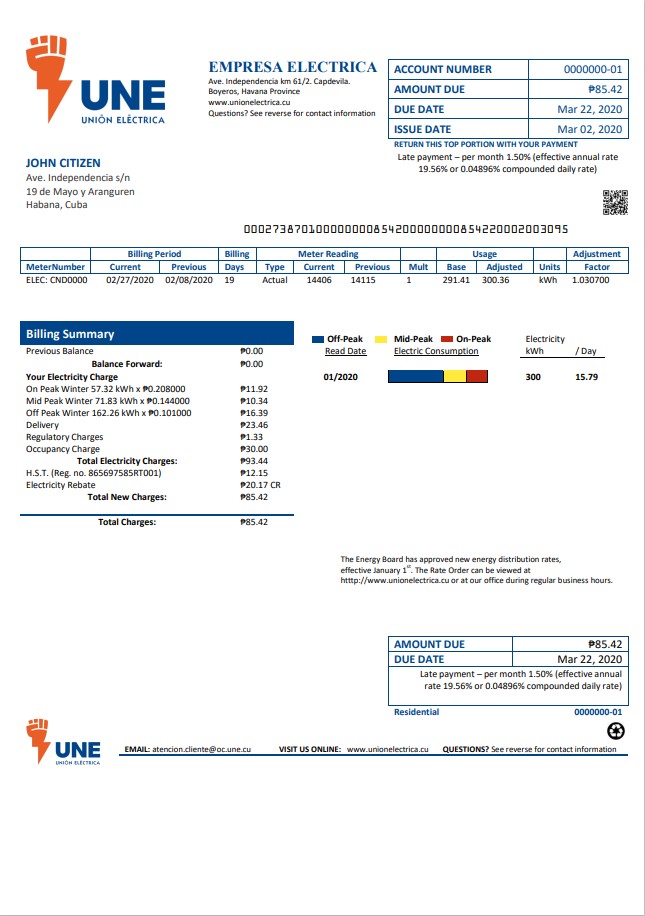 UNE
UNIÓN ELÉCTRICA
EMPRESA ELECTRICA
Ave. Independencia km 61/2. Capdevila.
Boyeros, Havana Province
www.unionelectrica.cu
Questions? See reverse for contact information
ACCOUNT NUMBER 0000000-01
AMOUNT DUE ₱85.42
DUE DATE Mar 22, 2020
ISSUE DATE Mar 02, 2020
RETURN THIS TOP PORTION WITH YOUR PAYMENT
Late payment – per month 1.50% (effective annual rate
19.56% or 0.04896% compounded daily rate)
JOHN CITIZEN
Ave. Independencia s/n
19 de Mayo y Aranguren
Habana, Cuba
000273870100000000854200000000854220002003095
Billing Period Billing Meter Reading Usage Adjustment
MeterNumber Current Previous Days Type Current Previous Mult Base Adjusted Units Factor
ELEC: CND0000 02/27/2020 02/08/2020 19 Actual 14406 14115 1 291.41 300.36 kWh 1.030700
Billing Summary
Previous Balance ₱0.00
Balance Forward: ₱0.00
Your Electricity Charge
On Peak Winter 57.32 kWh x ₱0.208000 ₱11.92
Mid Peak Winter 71.83 kWh x ₱0.144000 ₱10.34
Off Peak Winter 162.26 kWh x ₱0.101000 ₱16.39
Delivery ₱23.46
Regulatory Charges ₱1.33
Occupancy Charge ₱30.00
Total Electricity Charges: ₱93.44
H.S.T. (Reg. no. 865697585RT001) ₱12.15
Electricity Rebate ₱20.17 CR
Total New Charges: ₱85.42
Total Charges: ₱85.42
Off-Peak Mid-Peak On-Peak Electricity
Read Date Electric Consumption kWh / Day
01/2020 300 15.79
The Energy Board has approved new energy distribution rates,
effective January 1st. The Rate Order can be viewed at
htttp://www.unionelectrica.cu or at our office during regular business hours.
AMOUNT DUE ₱85.42
DUE DATE Mar 22, 2020
Late payment – per month 1.50% (effective annual
rate 19.56% or 0.04896% compounded daily rate)
Residential 0000000-01
UNE
UNIÓN ELÉCTRICA
EMAIL: atencion.cliente@oc.une.cu VISIT US ONLINE: www.unionelectrica.cu QUESTIONS? See reverse for contact information